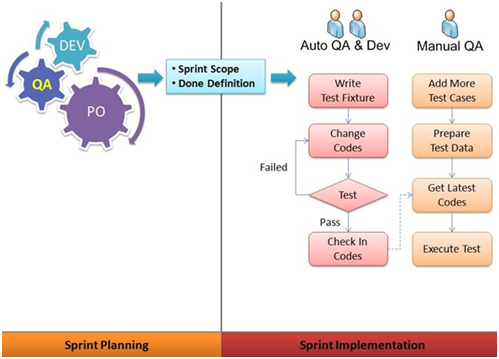 DEV
QA
PO
• Sprint Scope
• Done Definition
Auto QA & Dev
Manual QA
Write
Test Fixture
Change
Codes
Failed
Test
Pass
Check In
Codes
Add More
Test Cases
Prepare
Test Data
Get Latest
Codes
Execute Test
Sprint Planning
Sprint Implementation